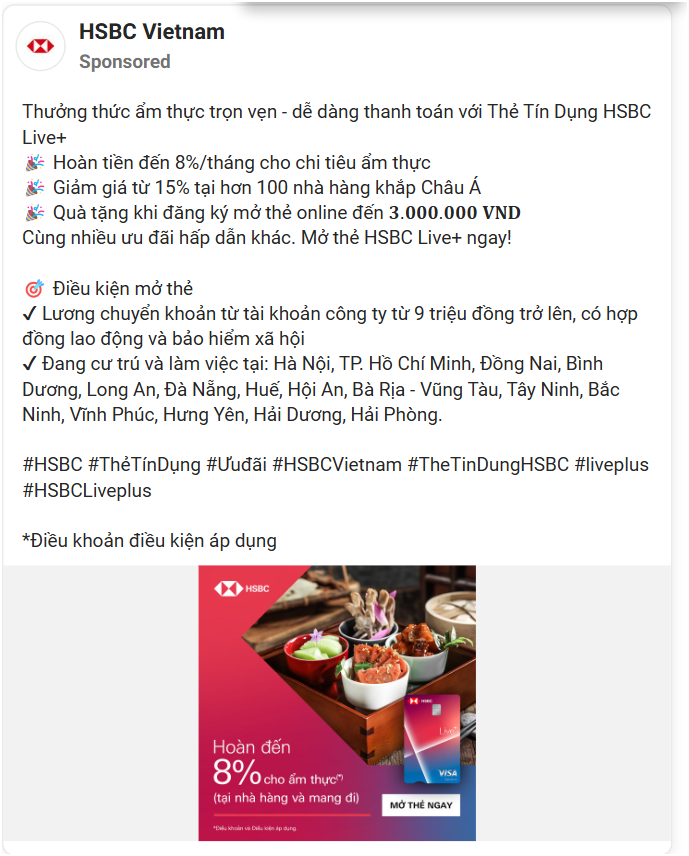 HSBC Vietnam
Sponsored
Thưởng thức ẩm thực trọn vẹn - dễ dàng thanh toán với Thẻ Tín Dụng HSBC
Live+
🎉 Hoàn tiền đến 8%/tháng cho chi tiêu ẩm thực
🎉 Giảm giá từ 15% tại hơn 100 nhà hàng khắp Châu Á
🎉 Quà tặng khi đăng ký mở thẻ online đến 3.000.000 VND
Cùng nhiều ưu đãi hấp dẫn khác. Mở thẻ HSBC Live+ ngay!
🎯 Điều kiện mở thẻ
✔ Lương chuyển khoản từ tài khoản công ty từ 9 triệu đồng trở lên, có hợp
đồng lao động và bảo hiểm xã hội
✔ Đang cư trú và làm việc tại: Hà Nội, TP. Hồ Chí Minh, Đồng Nai, Bình
Dương, Long An, Đà Nẵng, Huế, Hội An, Bà Rịa - Vũng Tàu, Tây Ninh, Bắc
Ninh, Vĩnh Phúc, Hưng Yên, Hải Dương, Hải Phòng.
#HSBC #ThẻTínDụng #Ưuđãi #HSBCVietnam #TheTinDungHSBC #liveplus
#HSBCLiveplus
*Điều khoản điều kiện áp dụng
HSBC
HSBC
Live+
VISA
Hoàn đến
8% cho ẩm thực(*)
(tại nhà hàng và mang đi)
MỞ THẺ NGAY
*Điều khoản và Điều kiện áp dụng.